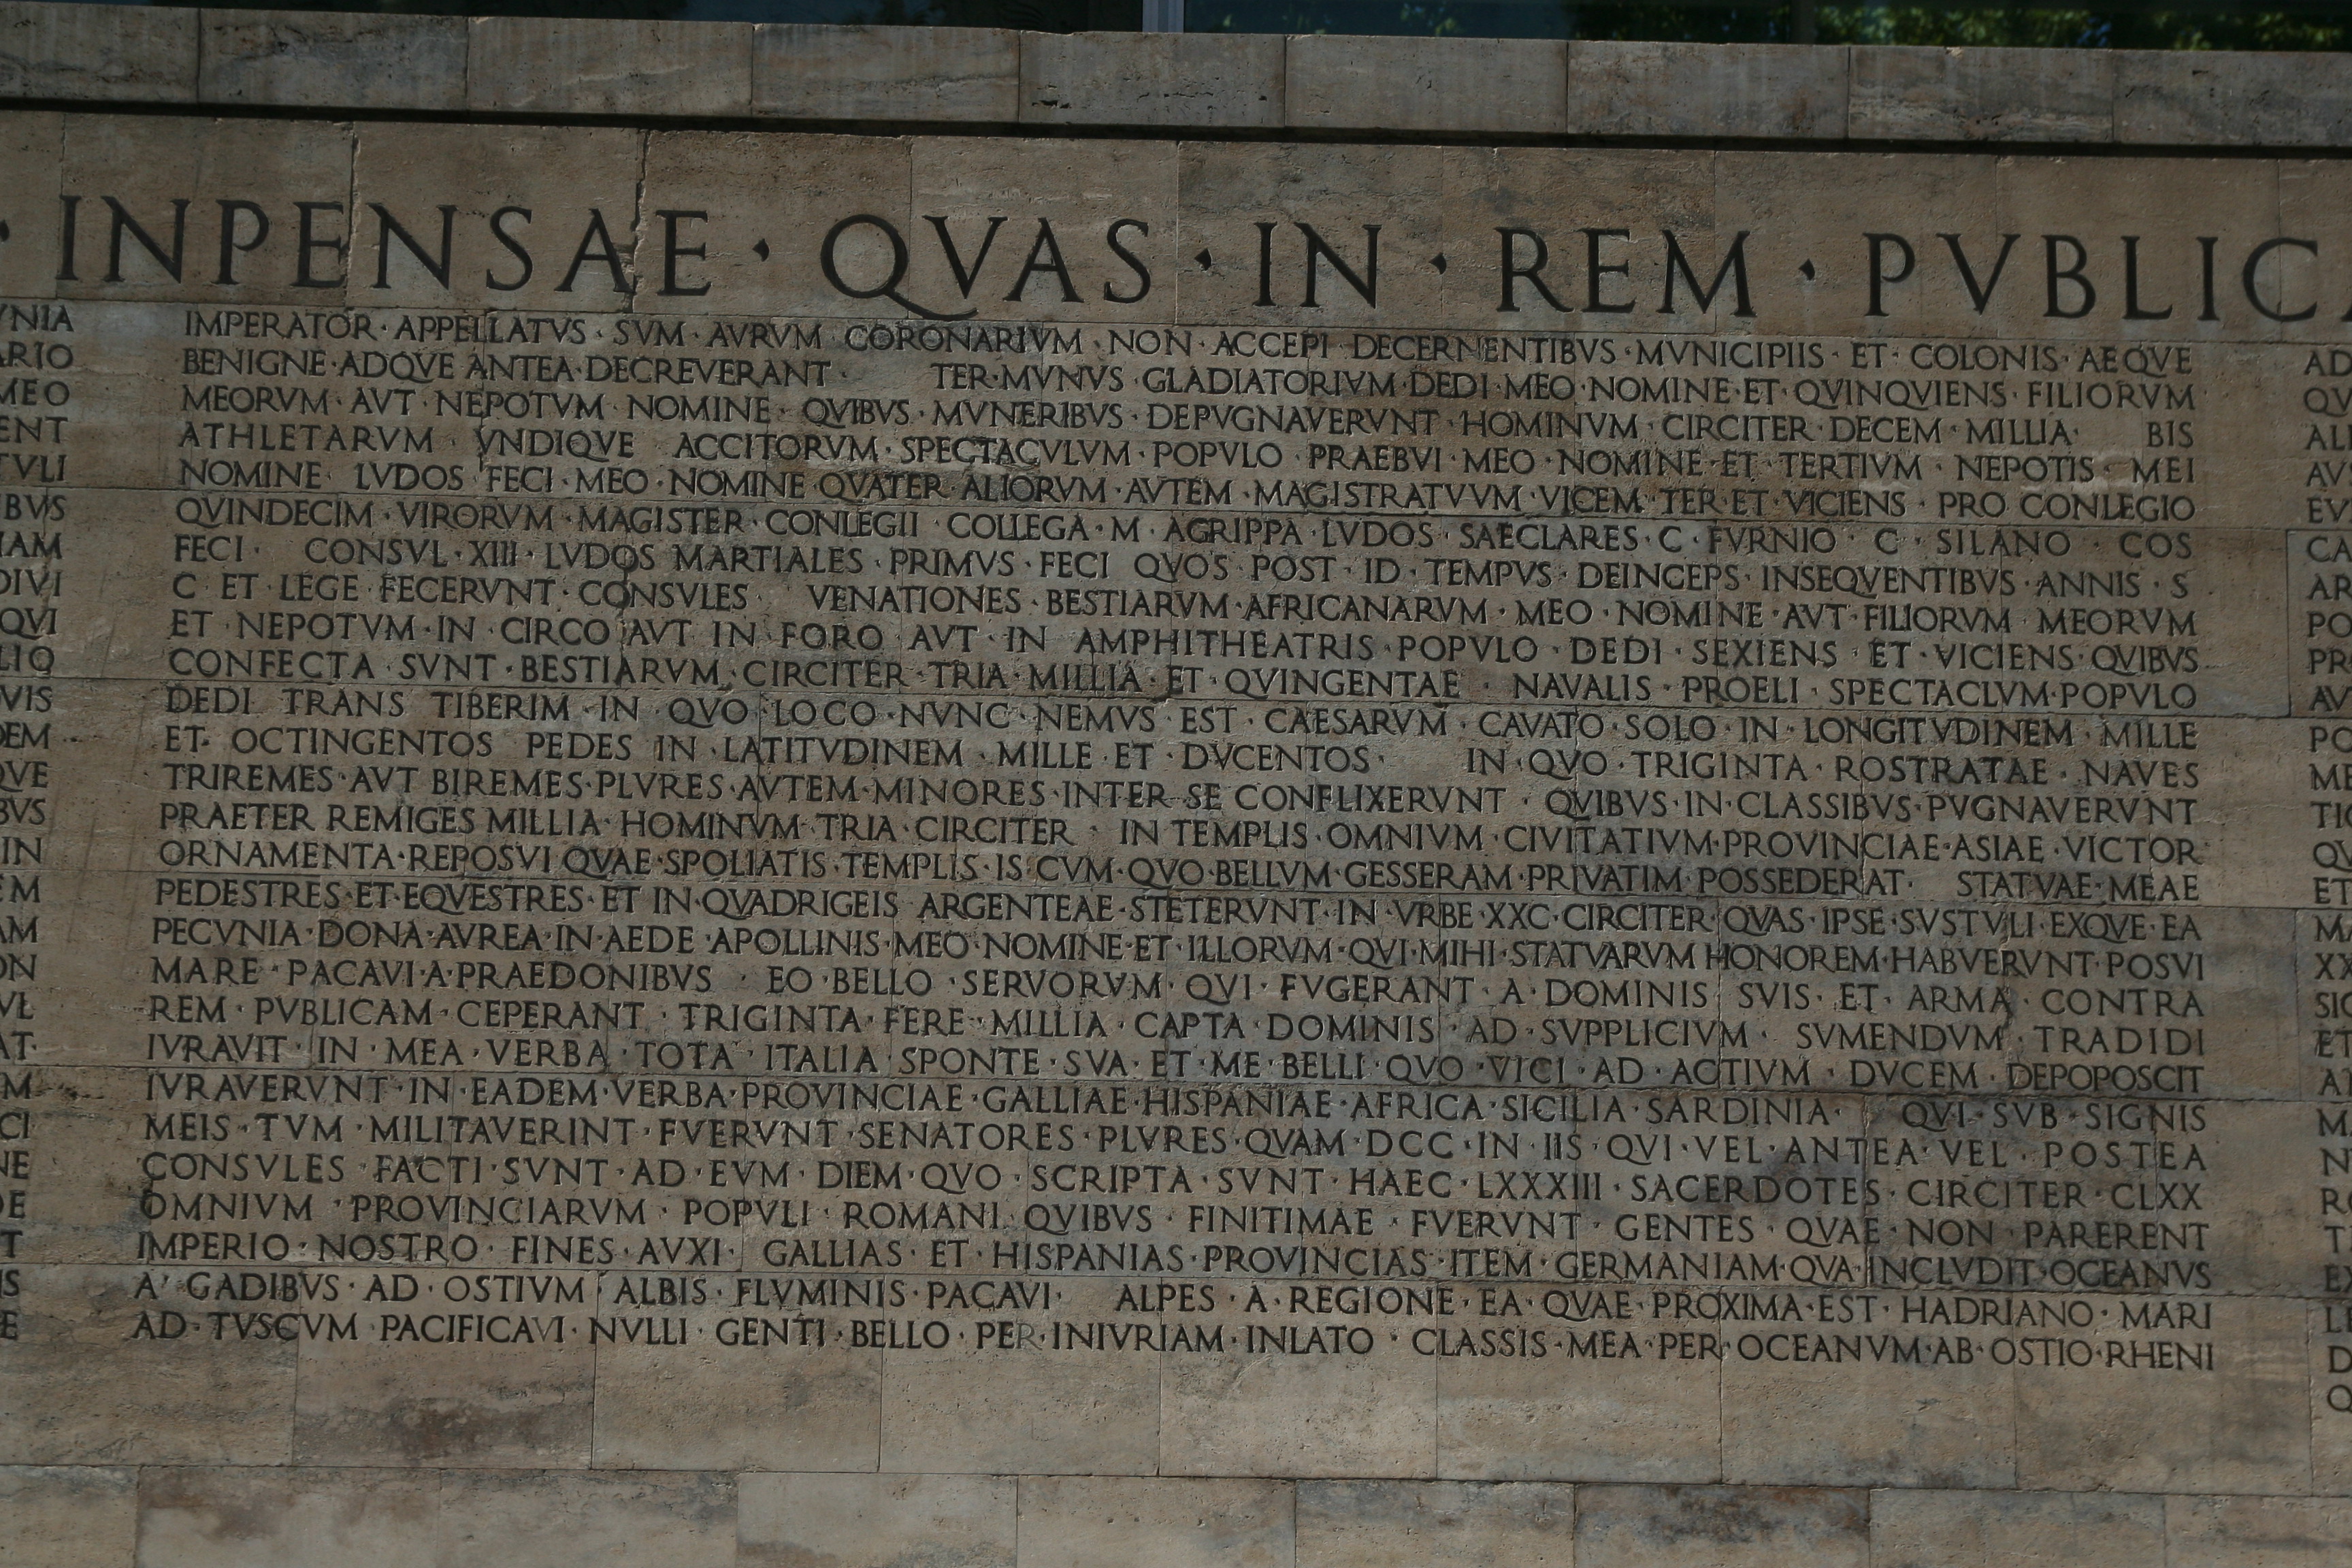 · INPENSAE · QVAS · IN · REM · PVBLIC
IMPERATOR · APPELLATVS · SVM · AVRVM CORONARIVM · NON · ACCEPI · DECERNENTIBVS · MVNICIPIIS · ET · COLONIS · AEQVE
BENIGNE · ADQVE ANTEA · DECREVERANT · TER · MVNVS · GLADIATORIVM · DEDI · MEO · NOMINE · ET · QVINQVIENS · FILIORVM
MEORVM · AVT · NEPOTVM · NOMINE · QVIBVS · MVNERIBVS · DEPVGNAVERVNT · HOMINVM · CIRCITER · DECEM · MILLIA · BIS
ATHLETARVM · VNDIQVE ACCITORVM · SPECTACVLVM · POPVLO · PRAEBVI · MEO · NOMINE · ET · TERTIVM · NEPOTIS · MEI
NOMINE · LVDOS · FECI · MEO · NOMINE QVATER · ALIORVM · AVTEM · MAGISTRATVVM · VICEM · TER · ET · VICIENS · PRO CONLEGIO
QVINDECIM · VIRORVM · MAGISTER · CONLEGII · COLLEGA · M · AGRIPPA · LVDOS · SAECLARES · C · FVRNIO · C · SILANO · COS
FECI · CONSVL · XIII · LVDOS MARTIALES · PRIMVS · FECI QVOS · POST · ID · TEMPVS · DEINCEPS · INSEQVENTIBVS · ANNIS · S
C · ET · LEGE · FECERVNT · CONSVLES · VENATIONES · BESTIARVM · AFRICANARVM · MEO · NOMINE · AVT · FILIORVM · MEORVM
ET · NEPOTVM · IN · CIRCO AVT IN · FORO · AVT · IN · AMPHITHEATRIS · POPVLO · DEDI · SEXIENS · ET · VICIENS · QVIBVS
CONFECTA · SVNT · BESTIARVM · CIRCITER · TRIA · MILLIA · ET · QVINGENTAE · NAVALIS · PROELI · SPECTACLVM · POPVLO
DEDI TRANS TIBERIM · IN · QVO · LOCO · NVNC · NEMVS · EST · CAESARVM · CAVATO · SOLO · IN · LONGITVDINEM · MILLE
ET · OCTINGENTOS PEDES IN · LATITVDINEM · MILLE · ET · DVCENTOS · IN · QVO · TRIGINTA · ROSTRATAE · NAVES
TRIREMES · AVT BIREMES · PLVRES · AVTEM · MINORES · INTER · SE CONFLIXERVNT · QVIBVS · IN · CLASSIBVS · PVGNAVERVNT
PRAETER REMIGES MILLIA · HOMINVM · TRIA · CIRCITER · IN TEMPLIS · OMNIVM · CIVITATIVM · PROVINCIAE · ASIAE · VICTOR
ORNAMENTA · REPOSVI QVAE · SPOLIATIS · TEMPLIS · IS · CVM · QVO · BELLVM · GESSERAM · PRIVATIM · POSSEDERAT · STATVAE · MEAE
PEDESTRES · ET · EQVESTRES · ET IN · QVADRIGEIS ARGENTEAE · STETERVNT · IN · VRBE · XXC · CIRCITER · QVAS · IPSE · SVSTVLI · EXQVE · EA
PECVNIA · DONA · AVREA · IN · AEDE · APOLLINIS · MEO · NOMINE · ET · ILLORVM · QVI · MIHI · STATVARVM HONOREM · HABVERVNT · POSVI
MARE · PACAVI · A · PRAEDONIBVS · EO · BELLO · SERVORVM · QVI · FVGERANT · A · DOMINIS SVIS · ET · ARMA · CONTRA
REM · PVBLICAM · CEPERANT · TRIGINTA · FERE · MILLIA · CAPTA · DOMINIS · AD · SVPPLICIVM · SVMENDVM · TRADIDI
IVRAVIT · IN · MEA · VERBA · TOTA · ITALIA · SPONTE · SVA · ET · ME · BELLI · QVO · VICI · AD · ACTIVM · DVCEM · DEPOPOSCIT
IVRAVERVNT · IN · EADEM · VERBA · PROVINCIAE · GALLIAE · HISPANIAE · AFRICA · SICILIA · SARDINIA · QVI · SVB · SIGNIS
MEIS · TVM · MILITAVERINT · FVERVNT · SENATORES · PLVRES · QVAM · DCC · IN · IIS · QVI · VEL · ANTEA · VEL · POSTEA
CONSVLES · FACTI · SVNT · AD · EVM · DIEM · QVO · SCRIPTA · SVNT · HAEC · LXXXIII · SACERDOTES · CIRCITER · CLXX
OMNIVM · PROVINCIARVM · POPVLI · ROMANI · QVIBVS · FINITIMAE · FVERVNT · GENTES · QVAE · NON · PARERENT
IMPERIO · NOSTRO · FINES · AVXI · GALLIAS · ET · HISPANIAS · PROVINCIAS · ITEM · GERMANIAM · QVA · INCLVDIT · OCEANVS
A · GADIBVS · AD · OSTIVM · ALBIS · FLVMINIS · PACAVI · ALPES · A · REGIONE · EA · QVAE · PROXIMA · EST · HADRIANO · MARI
AD · TVSCVM · PACIFICAVI · NVLLI · GENTI · BELLO · PER · INIVRIAM · INLATO · CLASSIS · MEA · PER · OCEANVM · AB · OSTIO · RHENI